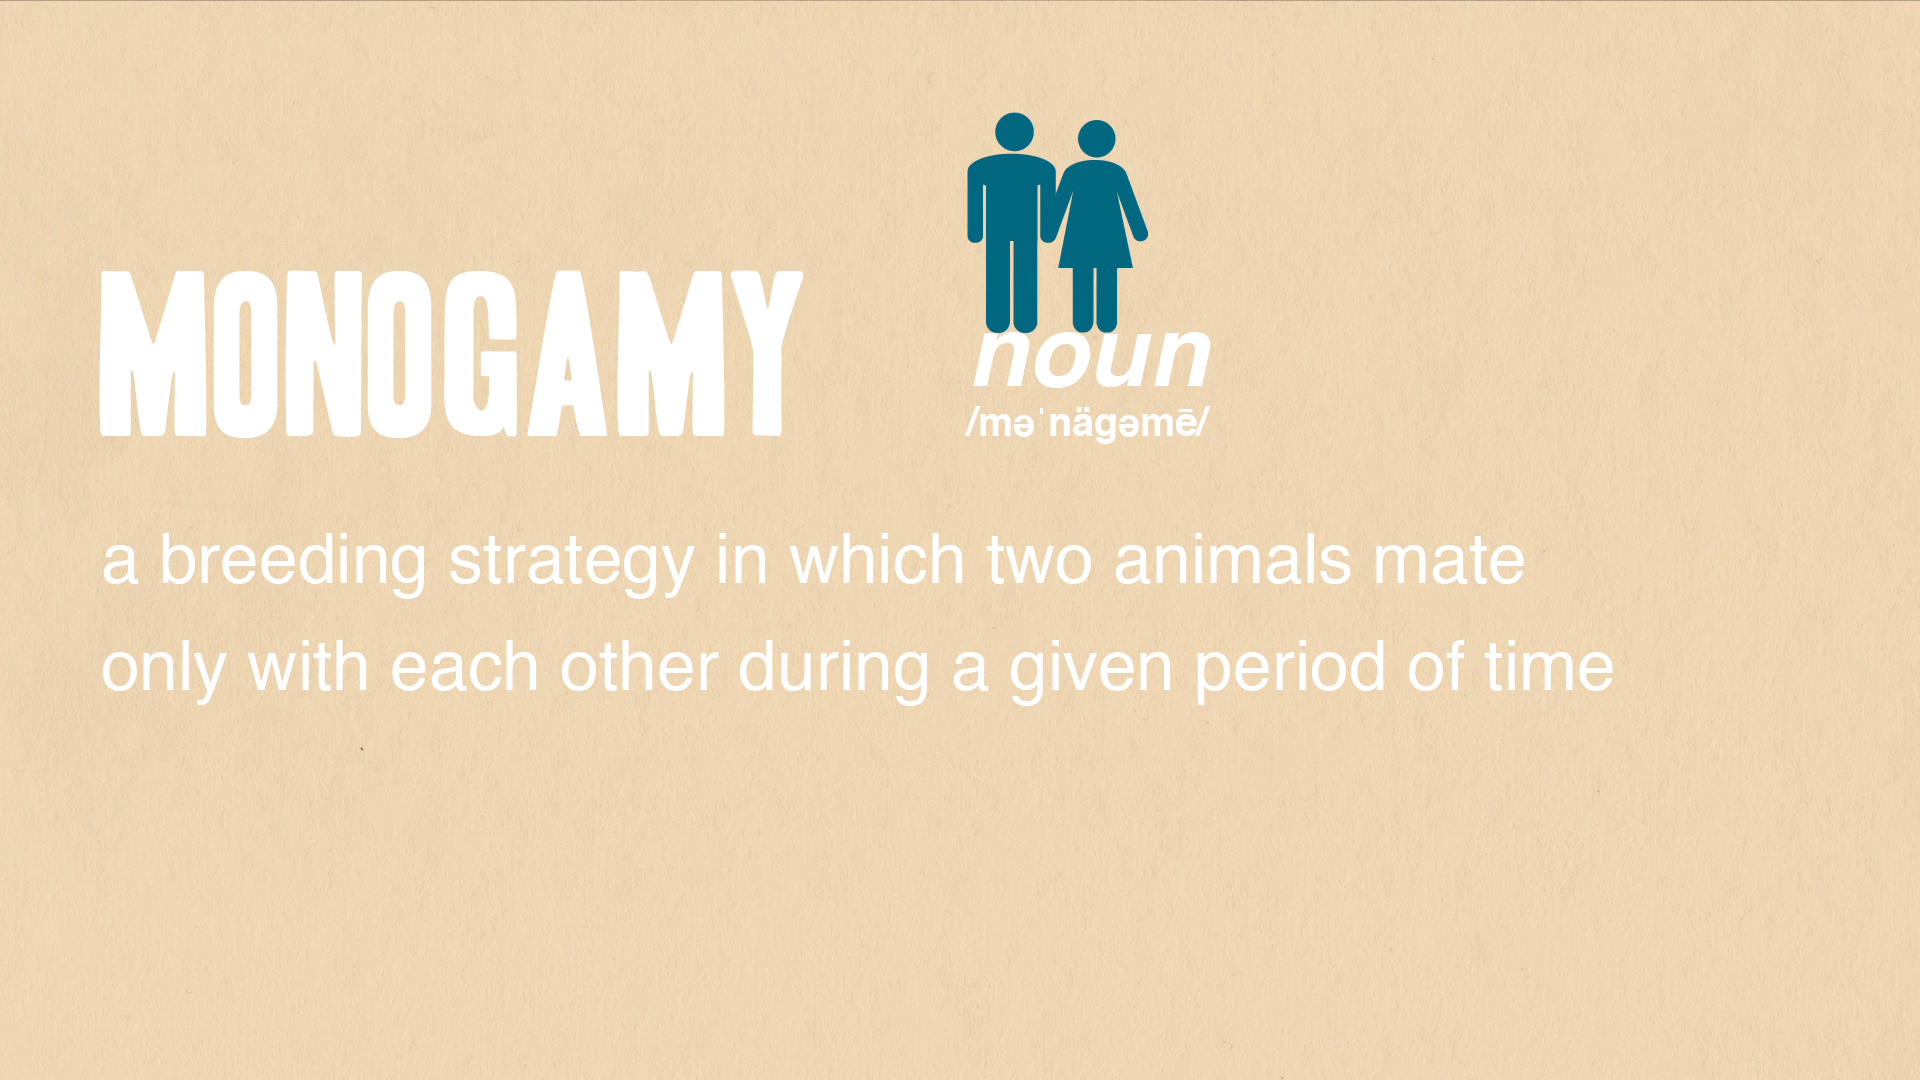 MONOGAMY
noun
/məˈnägəmē/
a breeding strategy in which two animals mate
only with each other during a given period of time